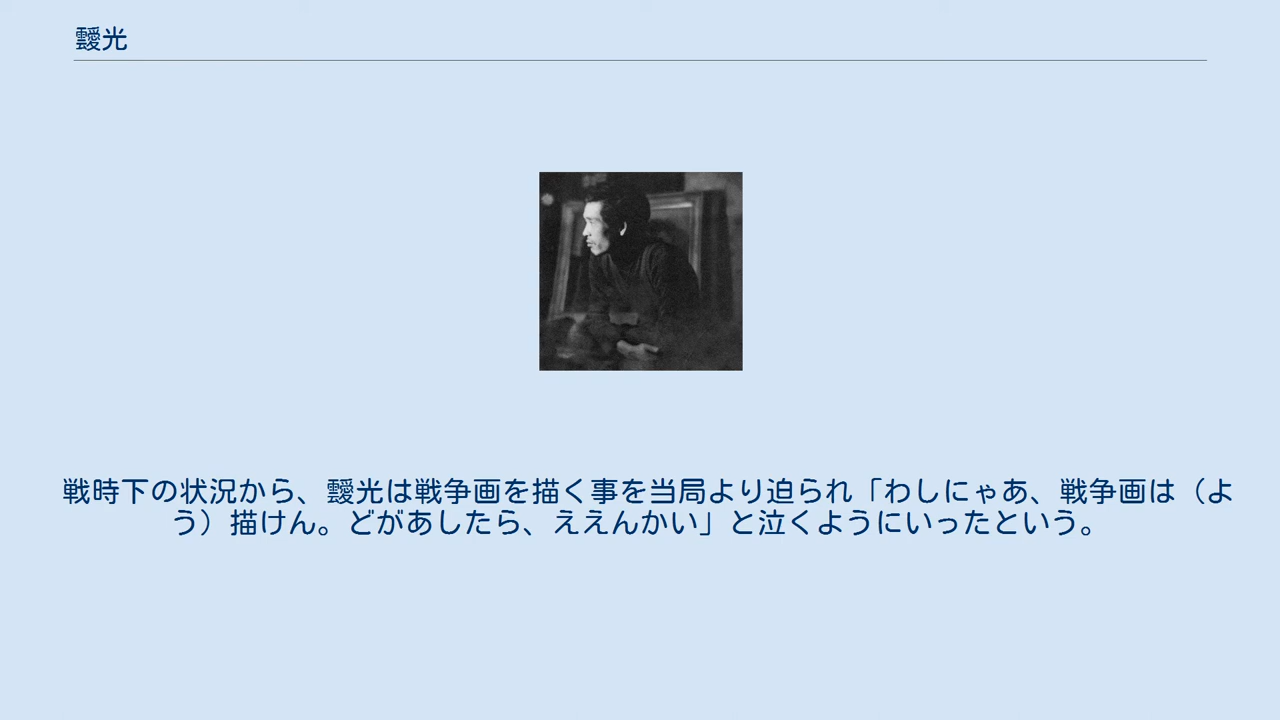 靉光
戦時下の状況から、靉光は戦争画を描く事を当局より迫られ「わしにゃあ、戦争画は（よ
う）描けん。どがあしたら、ええんかい」と泣くようにいったという。